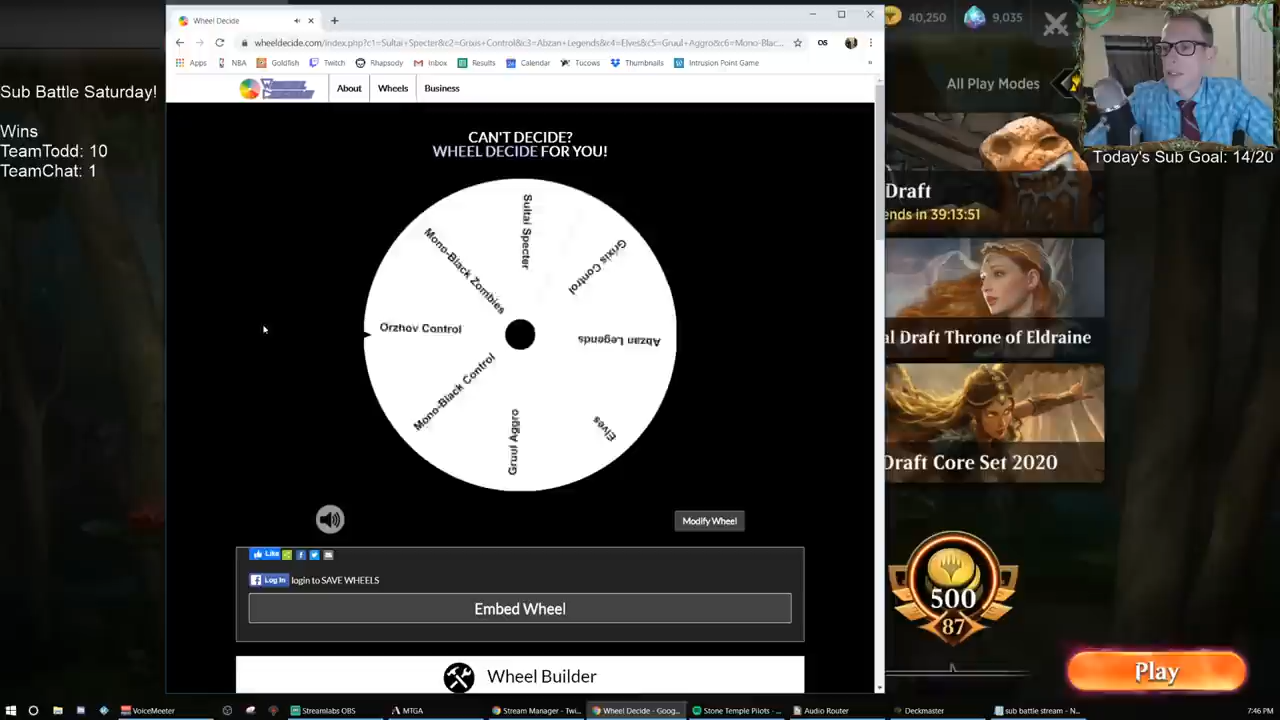 Wheel Decide
wheeldecide.com/index.php?c1=Sultai+Specter&c2=Grixis+Control&c3=Abzan+Legends&c4=Elves&c5=Gruul+Aggro&c6=Mono-Blac...
OS
Apps
NBA
Goldfish
Twitch
Rhapsody
Inbox
Results
Calendar
Tucows
Thumbnails
Intrusion Point Game
About
Wheels
Business
CAN'T DECIDE?
WHEEL DECIDE FOR YOU!
Sultai Specter
Grixis Control
Abzan Legends
Elves
Gruul Aggro
Mono-Black Control
Orzhov Control
Mono-Black Zombies
Modify Wheel
Like
Log In
login to SAVE WHEELS
Embed Wheel
Wheel Builder
Sub Battle Saturday!
Wins
TeamTodd: 10
TeamChat: 1
40,250
9,035
All Play Modes
Today's Sub Goal: 14/20
Draft
ends in 39:13:51
al Draft Throne of Eldraine
Draft Core Set 2020
500
87
Play
VoiceMeeter
Streamlabs OBS
MTGA
Stream Manager - Twi...
Wheel Decide - Goog...
Stone Temple Pilots - ...
Audio Router
Deckmaster
sub battle stream - N...
7:46 PM